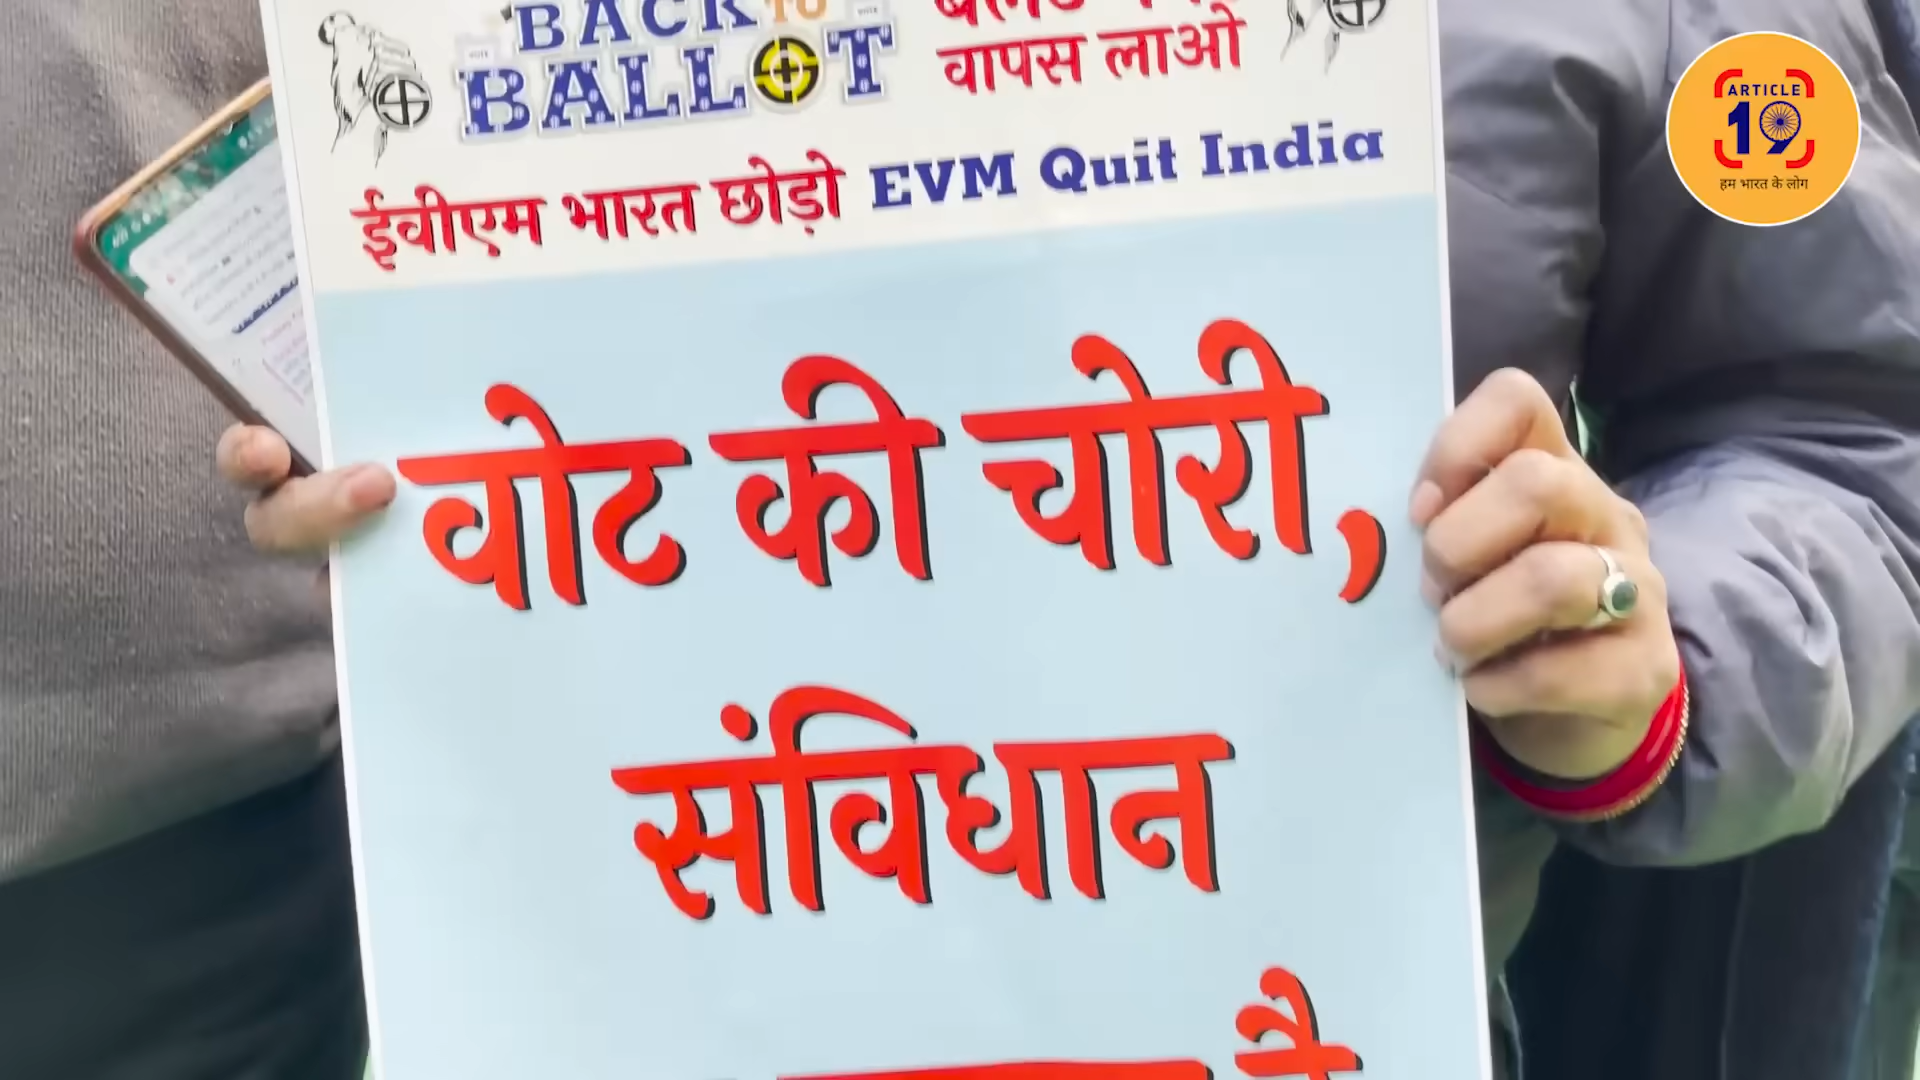 BACK TO
BALLOT
वापस लाओ
ईवीएम भारत छोड़ो EVM Quit India
वोट की चोरी,
संविधान
है
ARTICLE
19
हम भारत के लोग